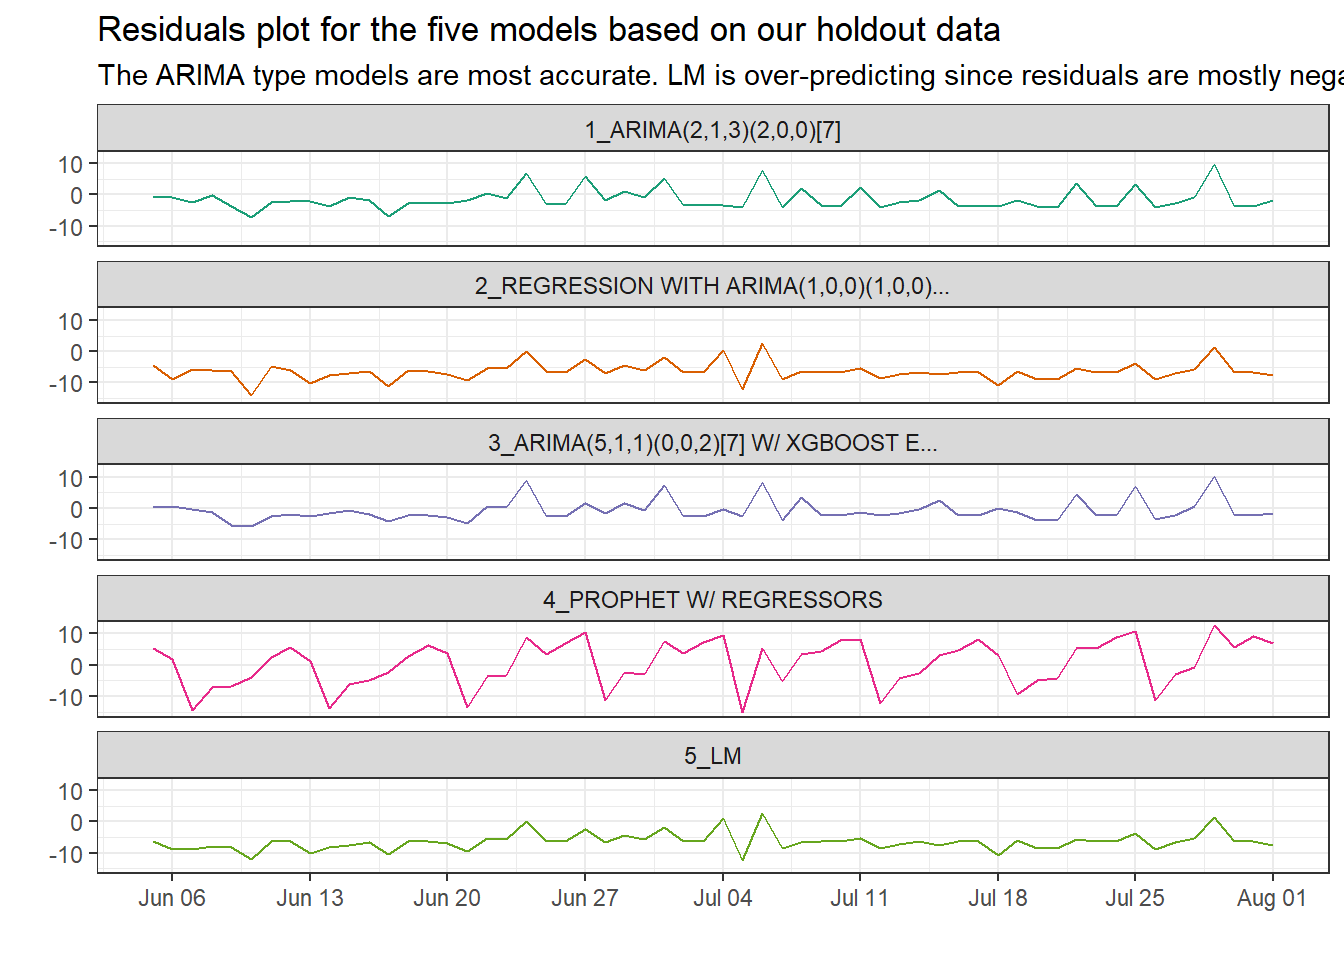 Residuals plot for the five models based on our holdout data
The ARIMA type models are most accurate. LM is over-predicting since residuals are mostly nega
1_ARIMA(2,1,3)(2,0,0)[7]
10
0
-10
2_REGRESSION WITH ARIMA(1,0,0)(1,0,0)...
10
0
-10
3_ARIMA(5,1,1)(0,0,2)[7] W/ XGBOOST E...
10
0
-10
4_PROPHET W/ REGRESSORS
10
0
-10
5_LM
10
0
-10
Jun 06 Jun 13 Jun 20 Jun 27 Jul 04 Jul 11 Jul 18 Jul 25 Aug 01